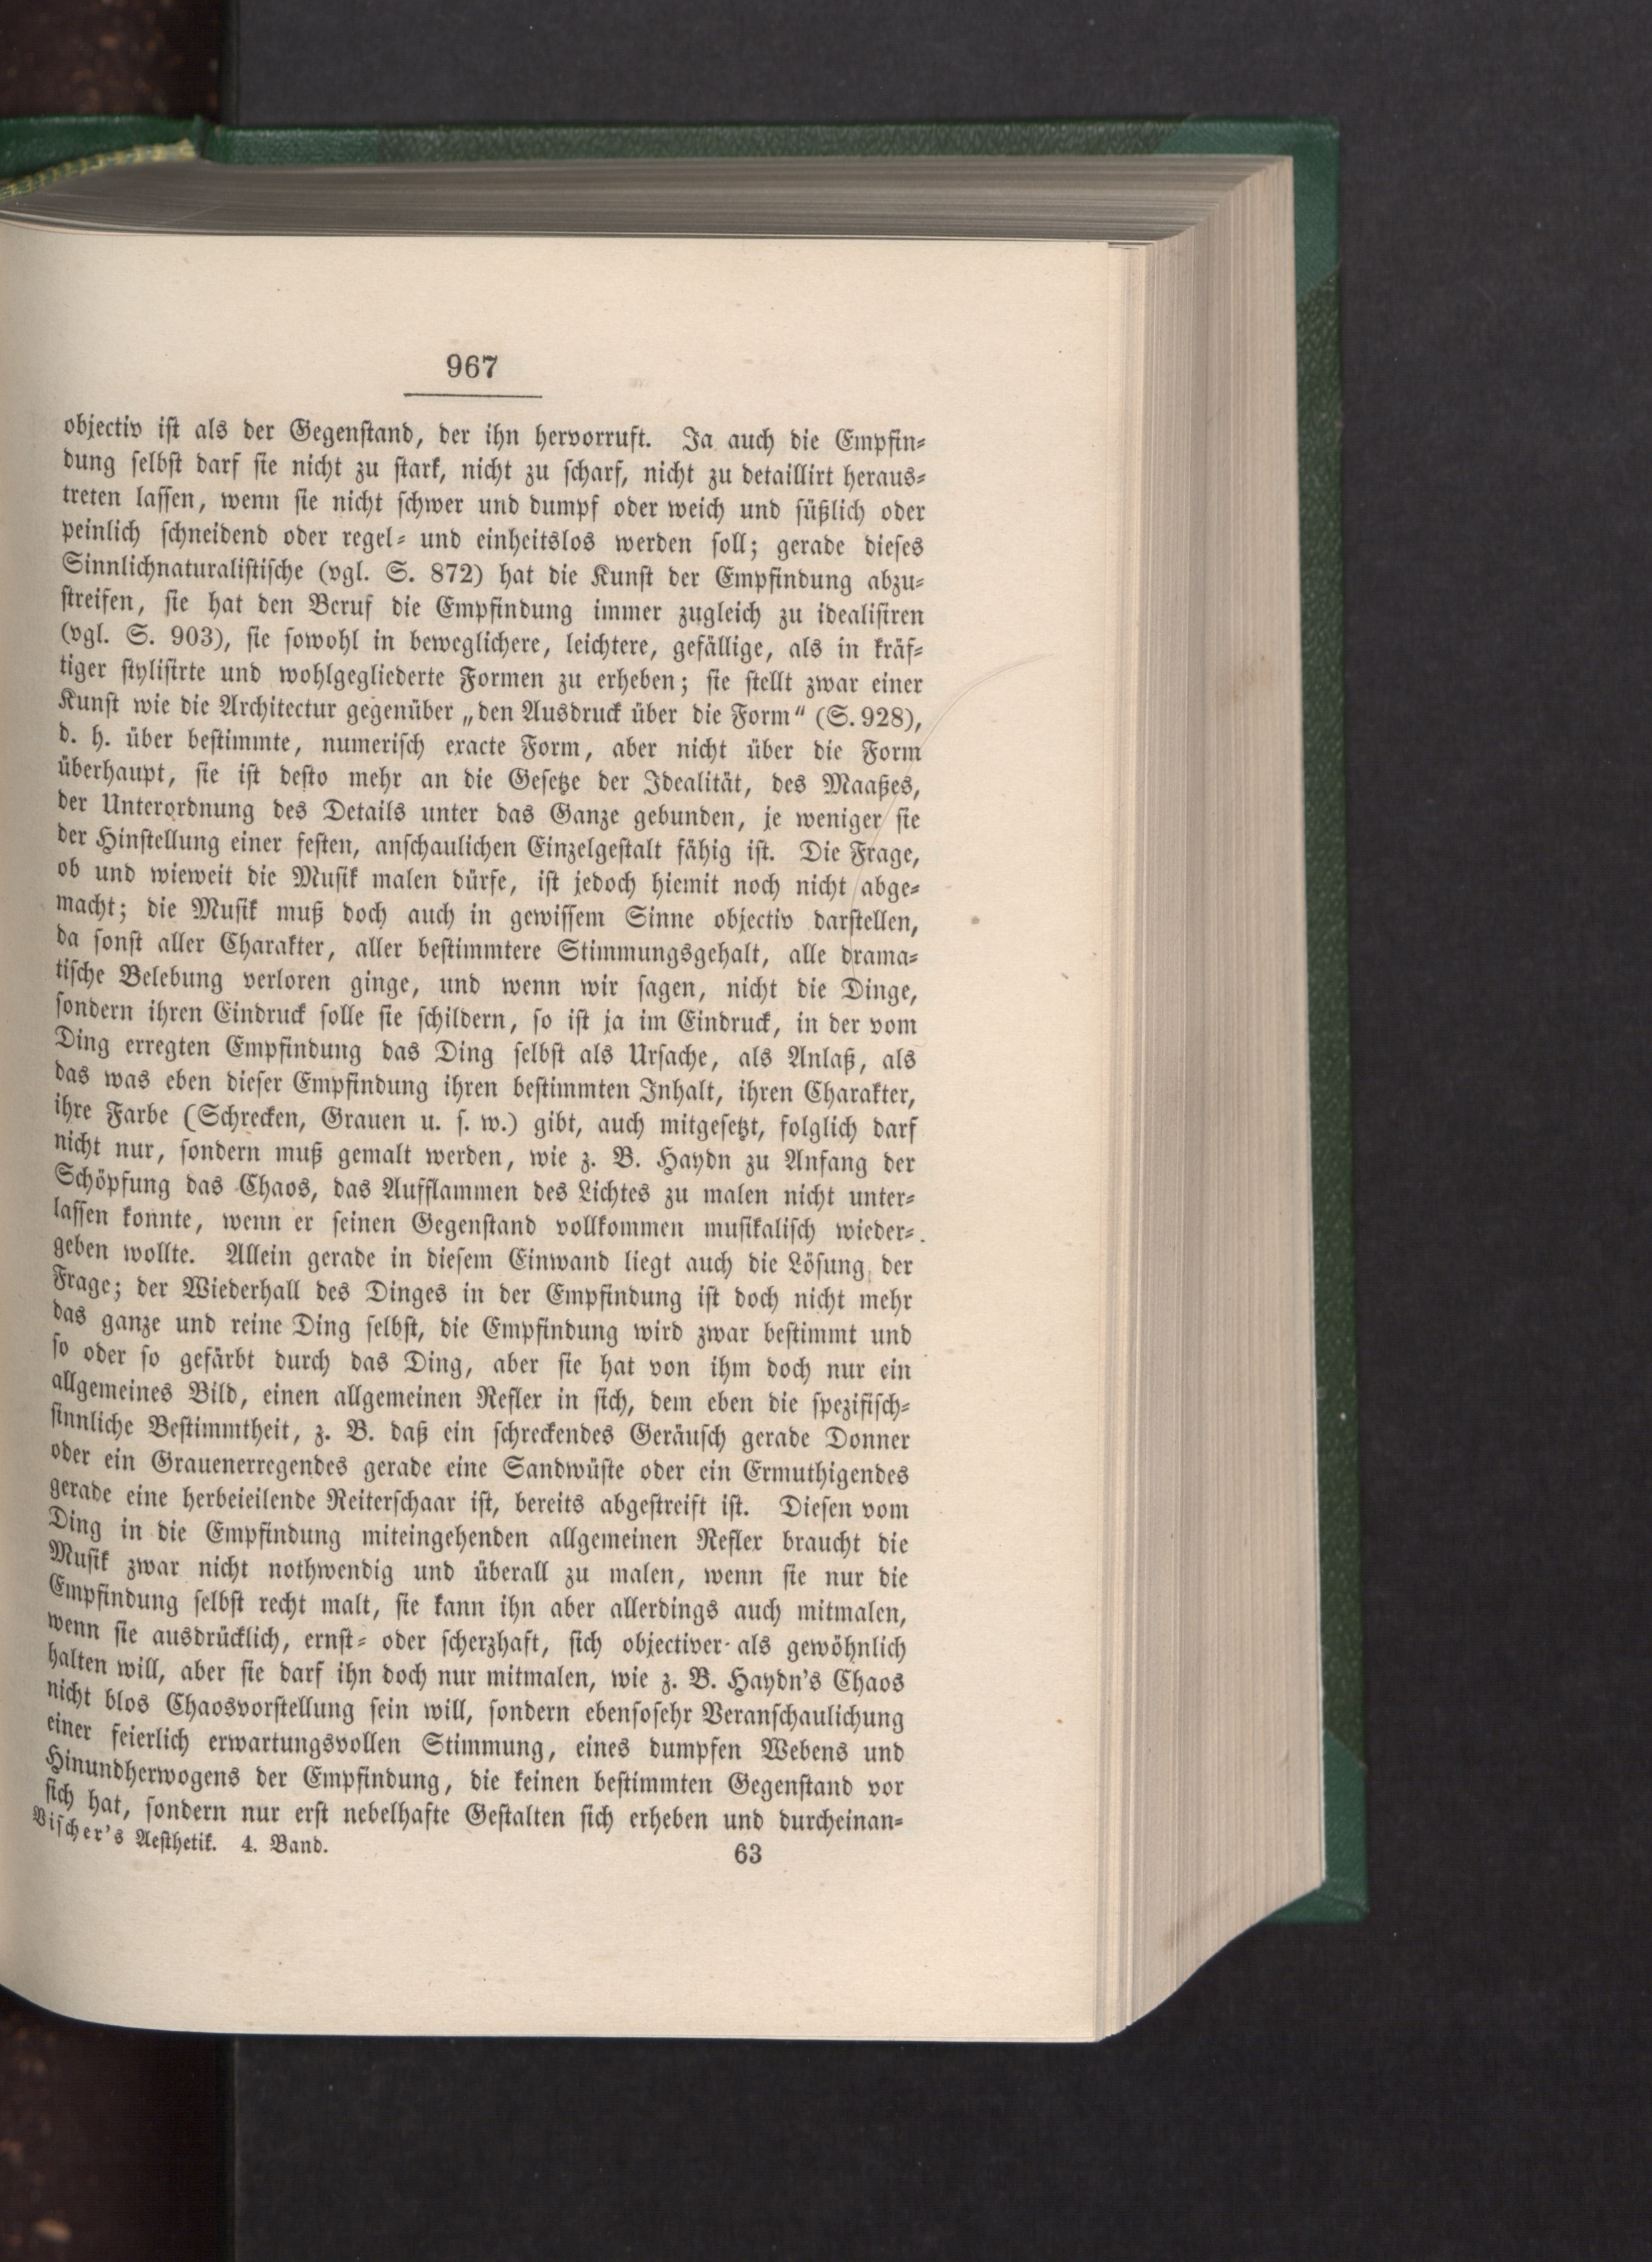 967
objectiv ist als der Gegenstand, der ihn hervorruft. Ja auch die Empfin-
dung selbst darf sie nicht zu stark, nicht zu scharf, nicht zu detaillirt heraus-
treten lassen, wenn sie nicht schwer und dumpf oder weich und süßlich oder
peinlich schneidend oder regel- und einheitslos werden soll; gerade dieses
Sinnlichnaturalistische (vgl. S. 872) hat die Kunst der Empfindung abzu-
streifen, sie hat den Beruf die Empfindung immer zugleich zu idealisiren
(vgl. S. 903), sie sowohl in beweglichere, leichtere, gefällige, als in kräf-
tiger stylisirte und wohlgegliederte Formen zu erheben; sie stellt zwar einer
Kunst wie die Architectur gegenüber „den Ausdruck über die Form“ (S. 928),
d. h. über bestimmte, numerisch exacte Form, aber nicht über die Form
überhaupt, sie ist desto mehr an die Gesetze der Idealität, des Maaßes,
der Unterordnung des Details unter das Ganze gebunden, je weniger sie
der Hinstellung einer festen, anschaulichen Einzelgestalt fähig ist. Die Frage,
ob und wieweit die Musik malen dürfe, ist jedoch hiemit noch nicht abge-
macht; die Musik muß doch auch in gewissem Sinne objectiv darstellen,
da sonst aller Charakter, aller bestimmtere Stimmungsgehalt, alle drama-
tische Belebung verloren ginge, und wenn wir sagen, nicht die Dinge,
sondern ihren Eindruck solle sie schildern, so ist ja im Eindruck, in der vom
Ding erregten Empfindung das Ding selbst als Ursache, als Anlaß, als
das was eben dieser Empfindung ihren bestimmten Inhalt, ihren Charakter,
ihre Farbe (Schrecken, Grauen u. s. w.) gibt, auch mitgesetzt, folglich darf
nicht nur, sondern muß gemalt werden, wie z. B. Haydn zu Anfang der
Schöpfung das Chaos, das Aufflammen des Lichtes zu malen nicht unter-
lassen konnte, wenn er seinen Gegenstand vollkommen musikalisch wieder-
geben wollte. Allein gerade in diesem Einwand liegt auch die Lösung der
Frage; der Wiederhall des Dinges in der Empfindung ist doch nicht mehr
das ganze und reine Ding selbst, die Empfindung wird zwar bestimmt und
so oder so gefärbt durch das Ding, aber sie hat von ihm doch nur ein
allgemeines Bild, einen allgemeinen Reflex in sich, dem eben die spezifisch-
sinnliche Bestimmtheit, z. B. daß ein schreckendes Geräusch gerade Donner
oder ein Grauenerregendes gerade eine Sandwüste oder ein Ermuthigendes
gerade eine herbeieilende Reiterschaar ist, bereits abgestreift ist. Diesen vom
Ding in die Empfindung miteingehenden allgemeinen Reflex braucht die
Musik zwar nicht nothwendig und überall zu malen, wenn sie nur die
Empfindung selbst recht malt, sie kann ihn aber allerdings auch mitmalen,
wenn sie ausdrücklich, ernst- oder scherzhaft, sich objectiver als gewöhnlich
halten will, aber sie darf ihn doch nur mitmalen, wie z. B. Haydn's Chaos
nicht blos Chaosvorstellung sein will, sondern ebensosehr Veranschaulichung
einer feierlich erwartungsvollen Stimmung, eines dumpfen Webens und
Hinundherwogens der Empfindung, die keinen bestimmten Gegenstand vor
sich hat, sondern nur erst nebelhafte Gestalten sich erheben und durcheinan-
Vischer's Aesthetik. 4. Band. 63